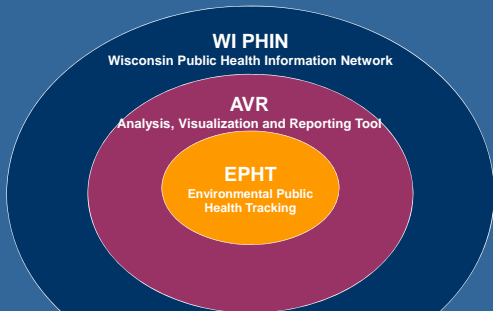 WI PHIN
Wisconsin Public Health Information Network
AVR
Analysis, Visualization and Reporting Tool
EPHT
Environmental Public
Health Tracking